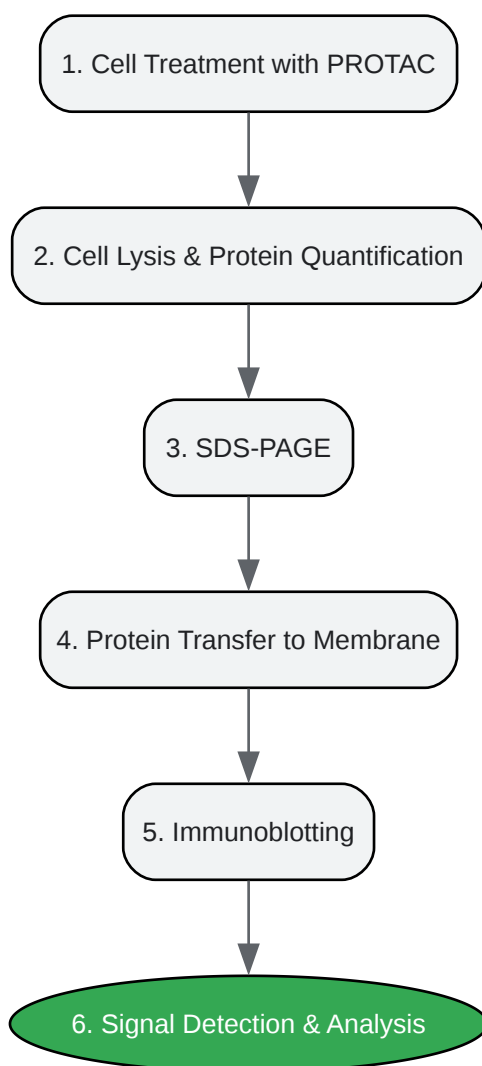 1. Cell Treatment with PROTAC
2. Cell Lysis & Protein Quantification
3. SDS-PAGE
4. Protein Transfer to Membrane
5. Immunoblotting
6. Signal Detection & Analysis